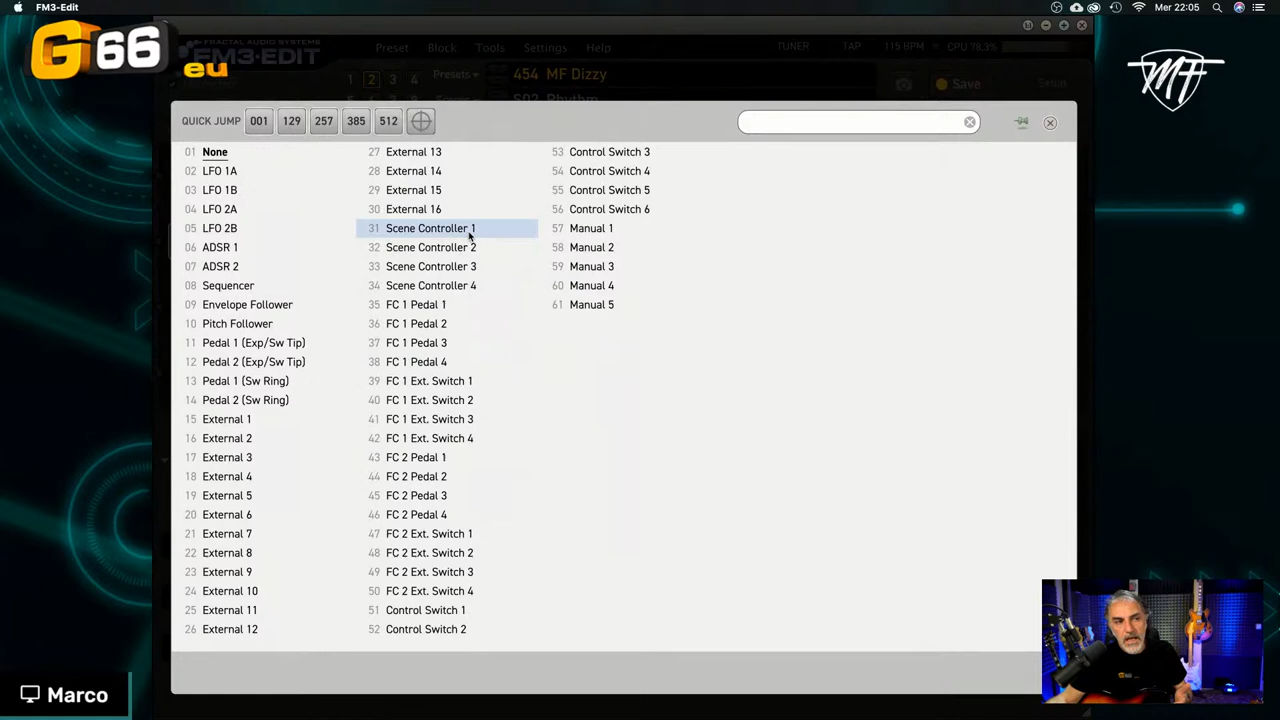 FM3-Edit
Mer 22:05
G66
eu
FRACTAL AUDIO SYSTEMS
FM3-EDIT
Preset Block Tools Settings Help
TUNER TAP 115 BPM CPU 78.3%
1 2 3 4 Presets
454 MF Dizzy
Save
S02 Rhythm
MF
QUICK JUMP 001 129 257 385 512
01 None
02 LFO 1A
03 LFO 1B
04 LFO 2A
05 LFO 2B
06 ADSR 1
07 ADSR 2
08 Sequencer
09 Envelope Follower
10 Pitch Follower
11 Pedal 1 (Exp/Sw Tip)
12 Pedal 2 (Exp/Sw Tip)
13 Pedal 1 (Sw Ring)
14 Pedal 2 (Sw Ring)
15 External 1
16 External 2
17 External 3
18 External 4
19 External 5
20 External 6
21 External 7
22 External 8
23 External 9
24 External 10
25 External 11
26 External 12
27 External 13
28 External 14
29 External 15
30 External 16
31 Scene Controller 1
32 Scene Controller 2
33 Scene Controller 3
34 Scene Controller 4
35 FC 1 Pedal 1
36 FC 1 Pedal 2
37 FC 1 Pedal 3
38 FC 1 Pedal 4
39 FC 1 Ext. Switch 1
40 FC 1 Ext. Switch 2
41 FC 1 Ext. Switch 3
42 FC 1 Ext. Switch 4
43 FC 2 Pedal 1
44 FC 2 Pedal 2
45 FC 2 Pedal 3
46 FC 2 Pedal 4
47 FC 2 Ext. Switch 1
48 FC 2 Ext. Switch 2
49 FC 2 Ext. Switch 3
50 FC 2 Ext. Switch 4
51 Control Switch 1
52 Control Switch 2
53 Control Switch 3
54 Control Switch 4
55 Control Switch 5
56 Control Switch 6
57 Manual 1
58 Manual 2
59 Manual 3
60 Manual 4
61 Manual 5
Marco